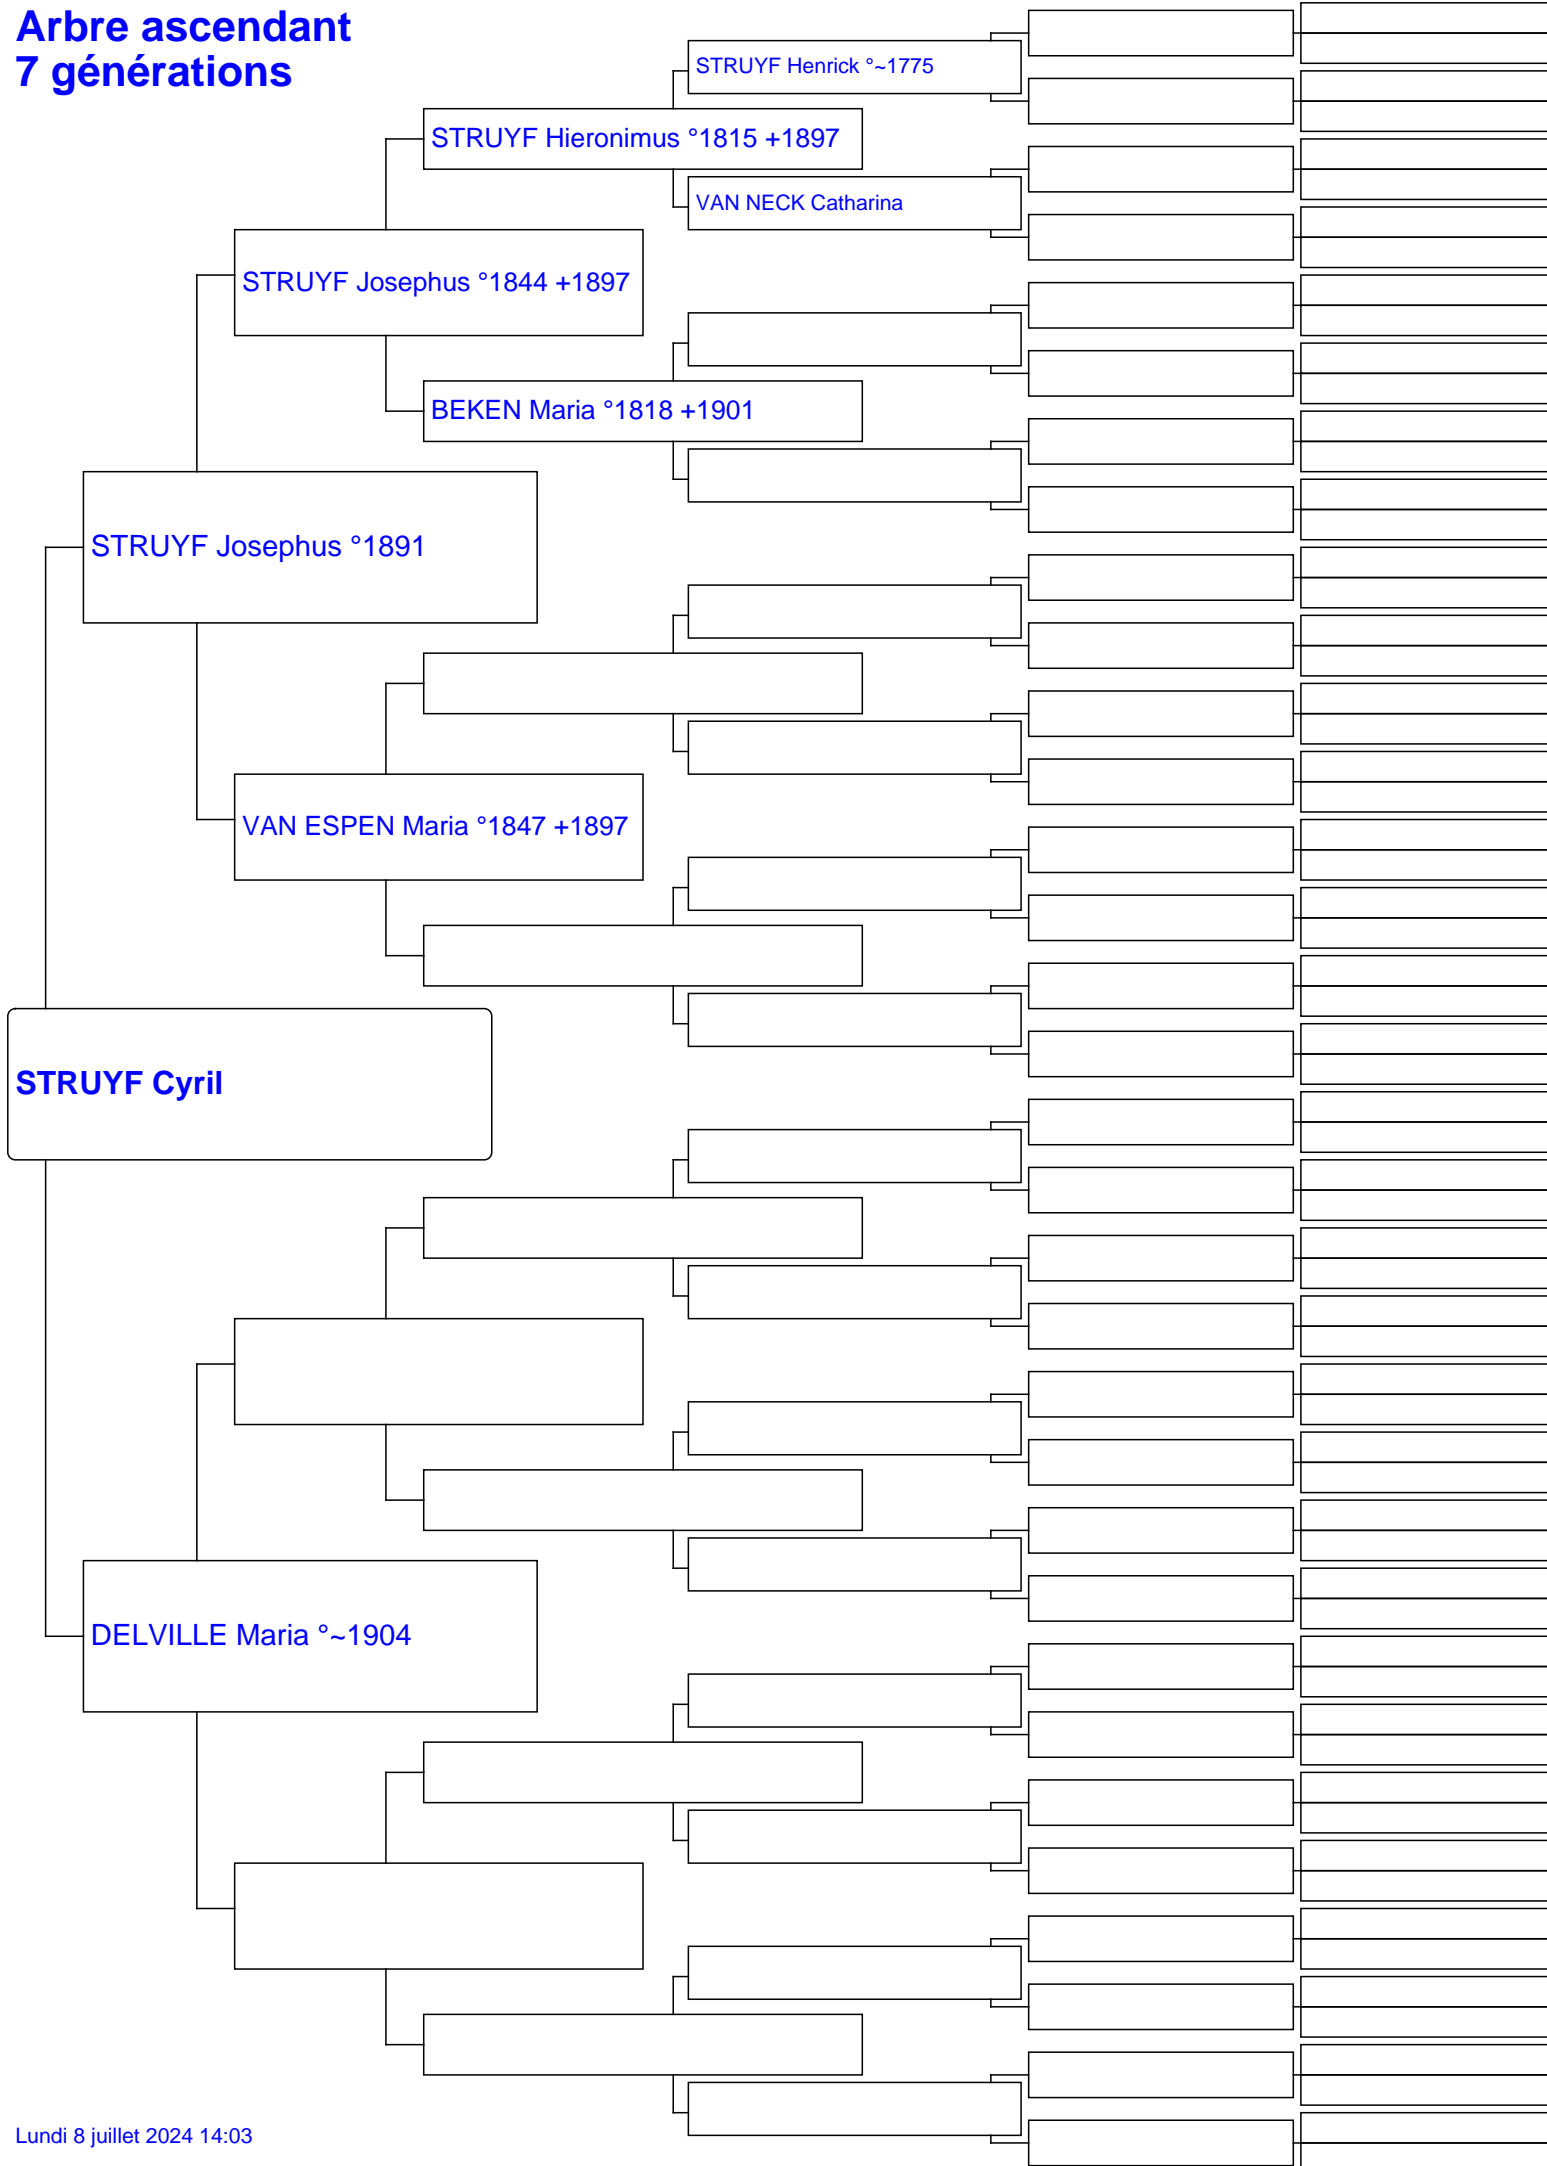 Arbre ascendant
7 générations
STRUYF Henrick °~1775
STRUYF Hieronimus °1815 +1897
VAN NECK Catharina
STRUYF Josephus °1844 +1897
BEKEN Maria °1818 +1901
STRUYF Josephus °1891
VAN ESPEN Maria °1847 +1897
STRUYF Cyril
DELVILLE Maria °~1904
Lundi 8 juillet 2024 14:03